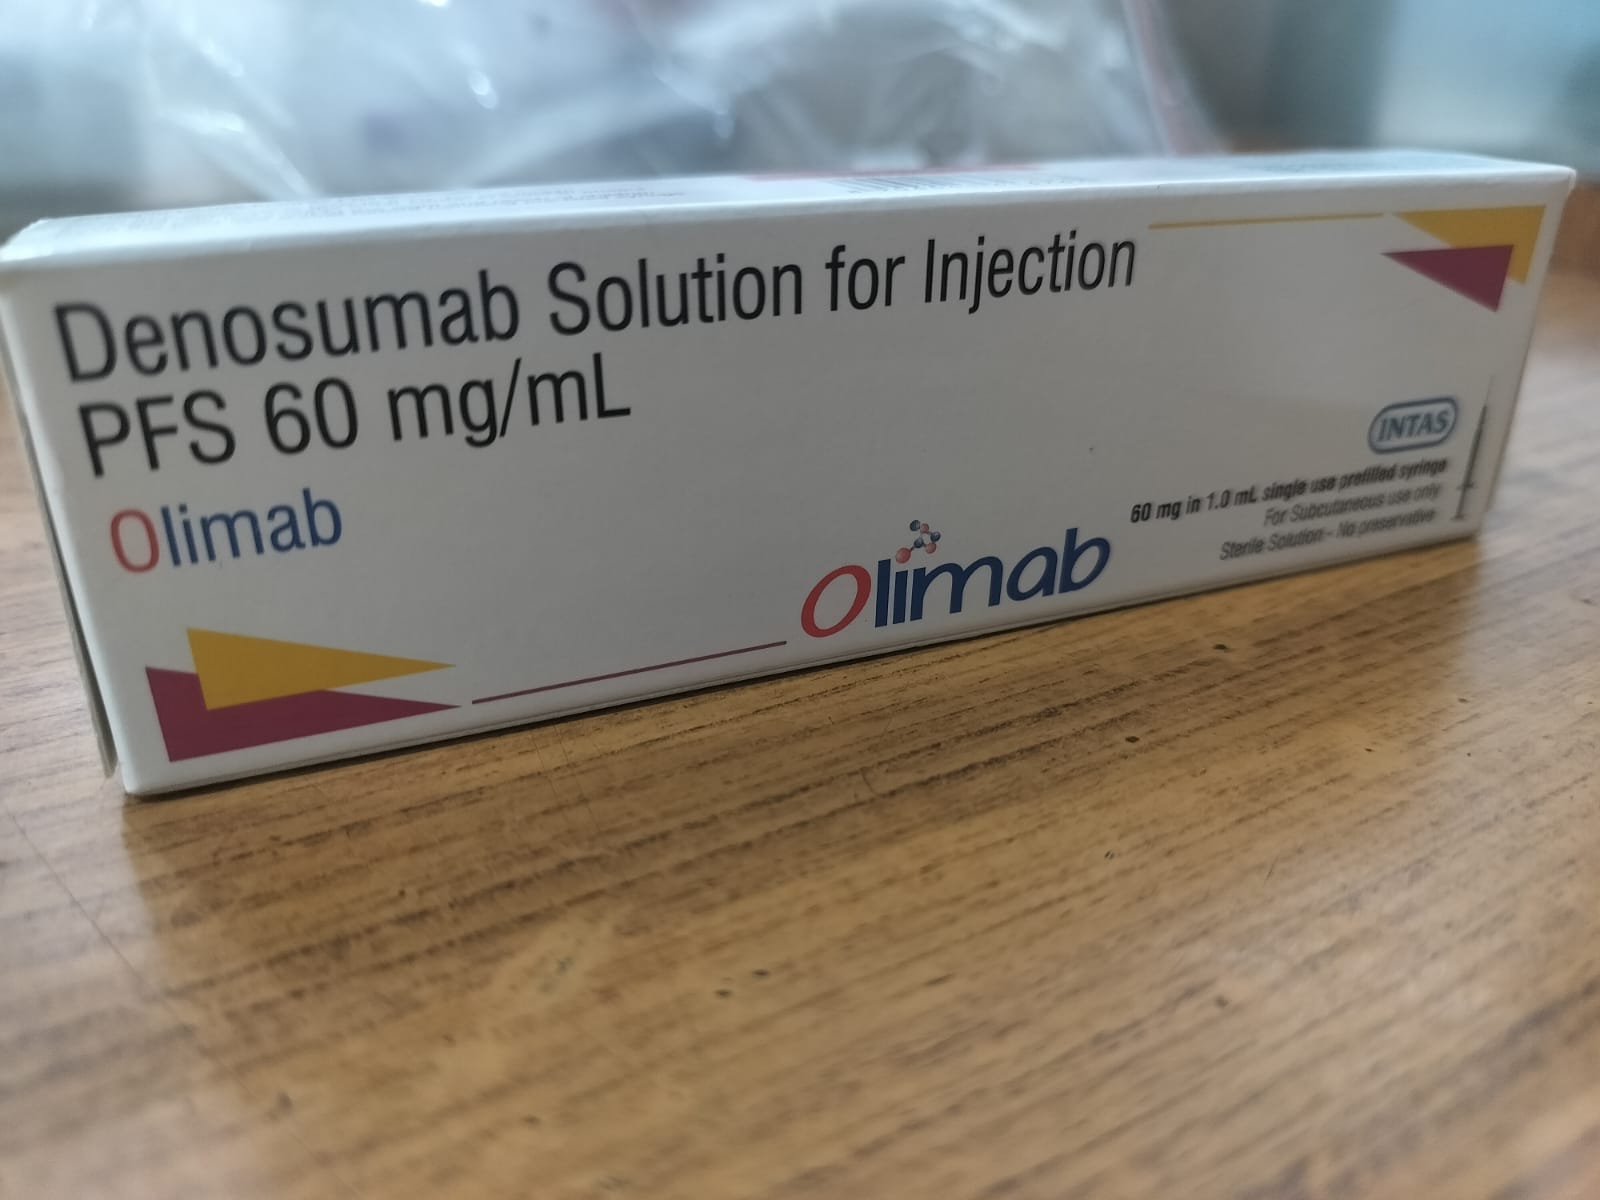 Denosumab Solution for Injection
PFS 60 mg/mL
Olimab
INTAS
60 mg in 1.0 mL single use prefilled syringe
For Subcutaneous use only
Sterile Solution - No preservative
Olimab